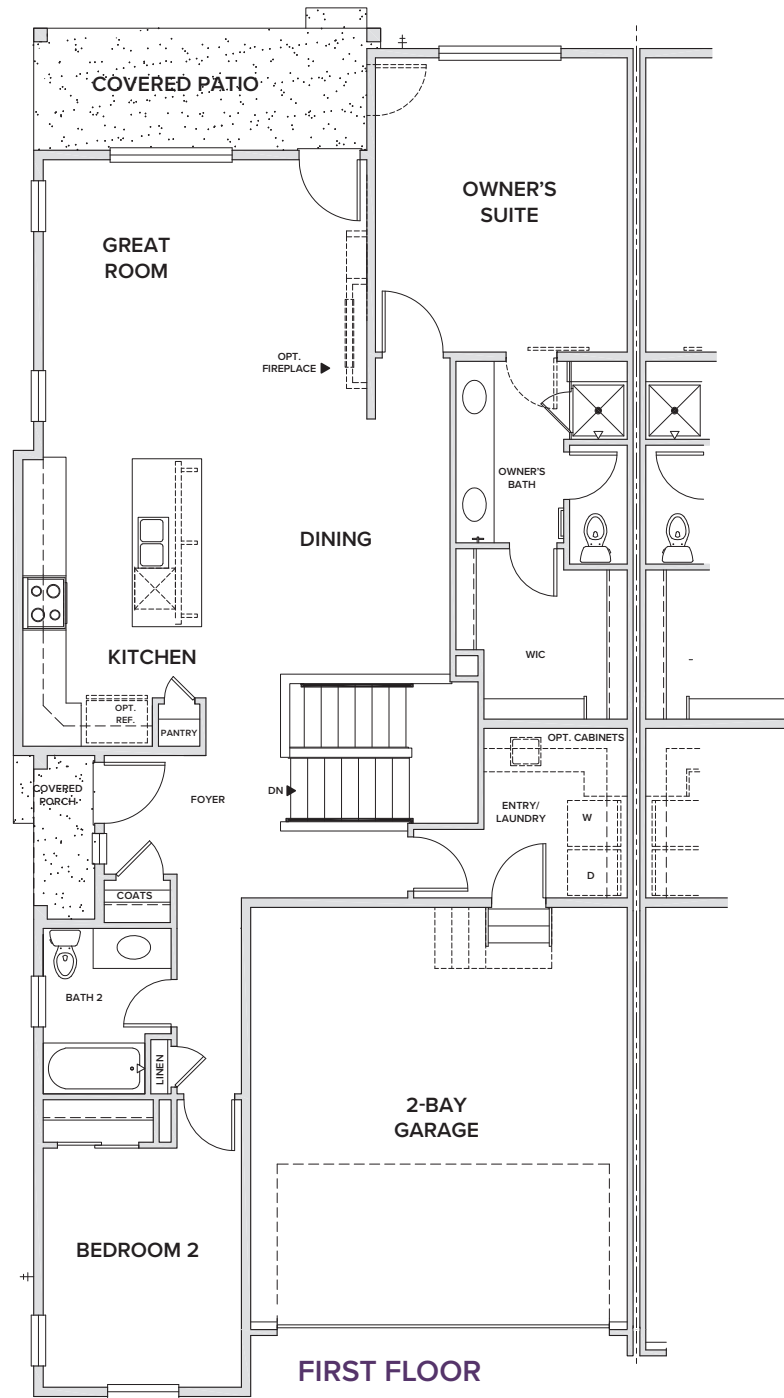 COVERED PATIO
OWNER'S
SUITE
GREAT
ROOM
OPT.
FIREPLACE
OWNER'S
BATH
DINING
KITCHEN
WIC
OPT.
REF.
PANTRY
OPT. CABINETS
COVERED
PORCH
FOYER
DN
ENTRY/
LAUNDRY
W
D
COATS
BATH 2
LINEN
2-BAY
GARAGE
BEDROOM 2
FIRST FLOOR